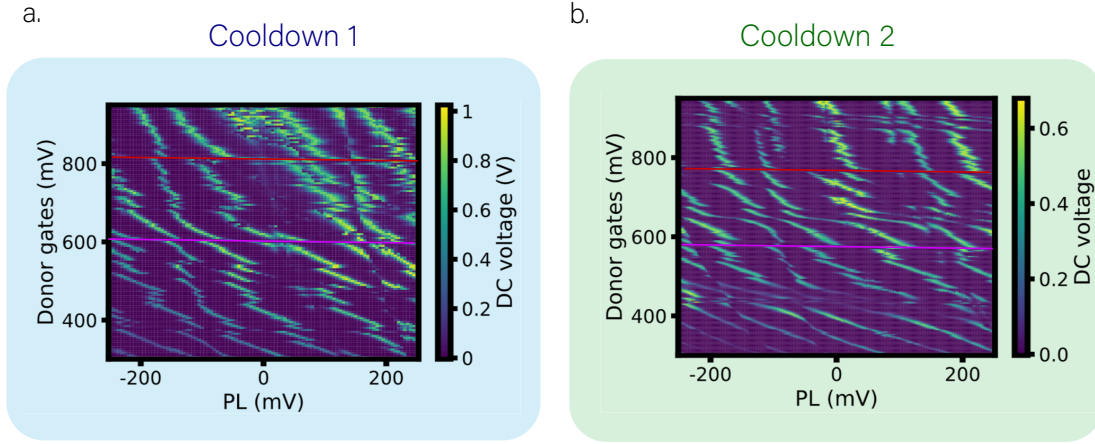 a.
Cooldown 1
Donor gates (mV)
800
600
400
-200
0
200
PL (mV)
1
0.8
0.6
0.4
0.2
0
DC voltage (V)
b.
Cooldown 2
Donor gates (mV)
800
600
400
-200
0
200
PL (mV)
0.6
0.4
0.2
0.0
DC voltage